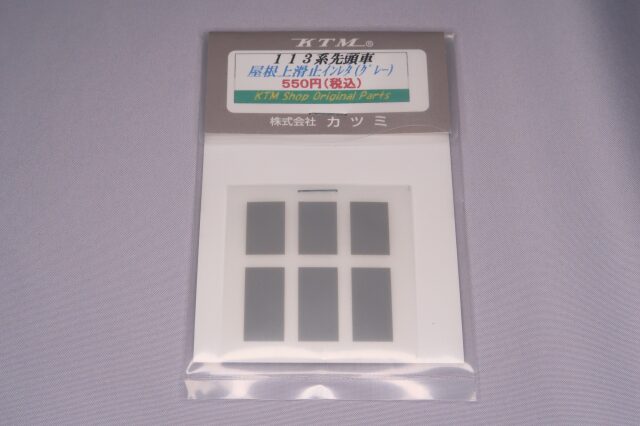 KTM®
113系先頭車
屋根上滑止インレタ(グレー)
550円(税込)
KTM Shop Original Parts
株式会社 カツミ